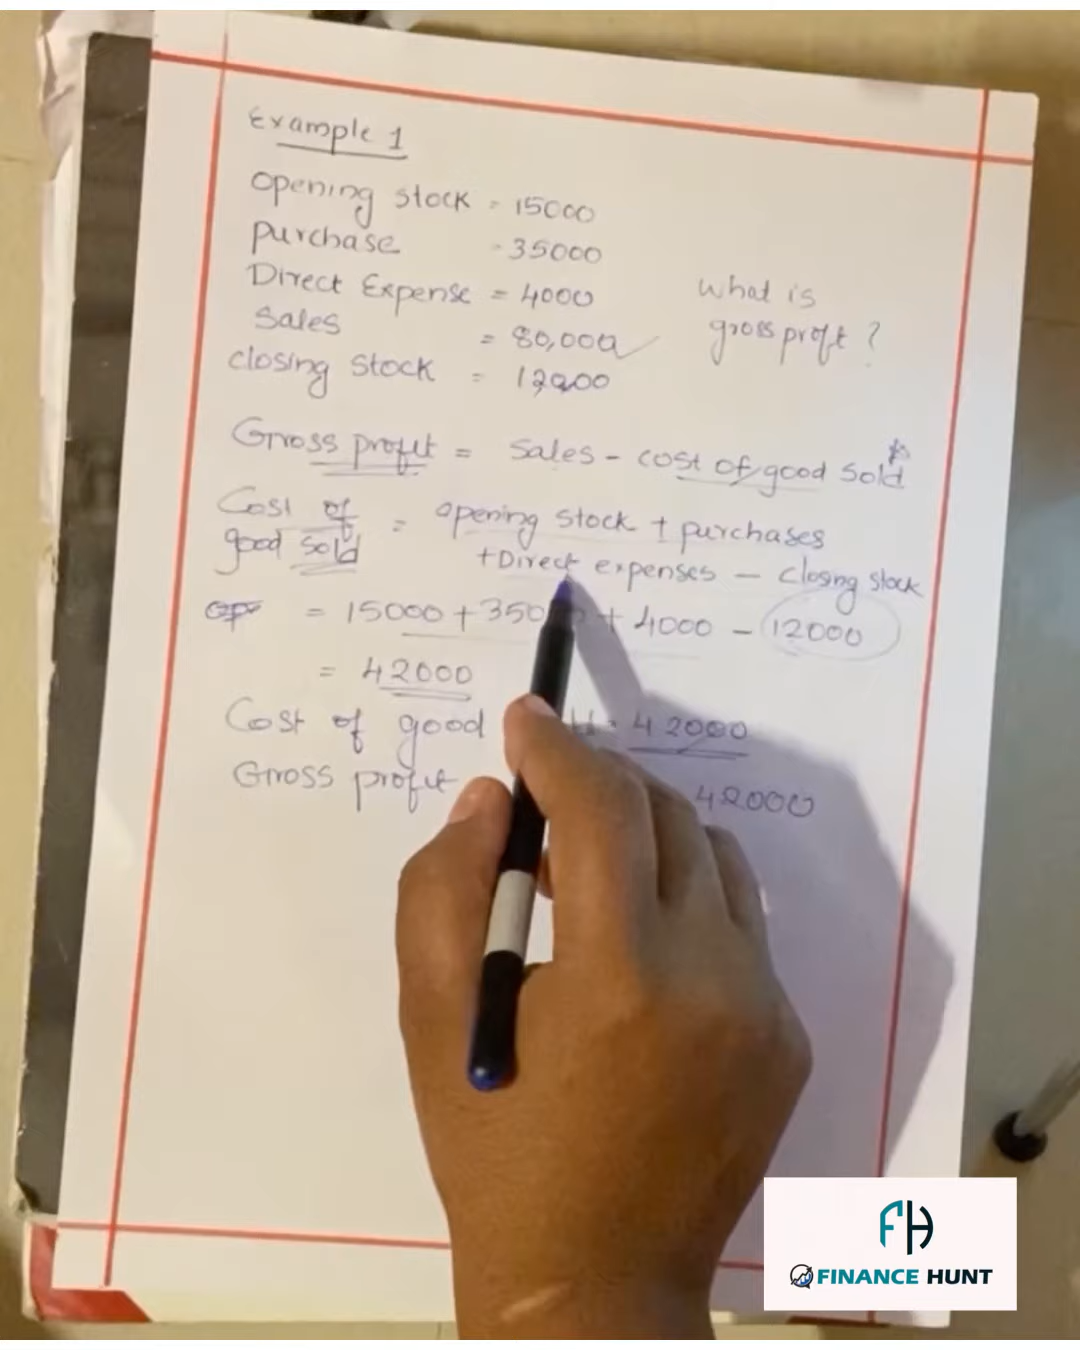 Example 1
Opening stock = 15000
Purchase = 35000
Direct Expense = 4000
Sales = 80,000
closing stock = 12000
What is
gross profit ?
Gross profit = Sales - cost of good sold
Cost of
good sold
= opening stock + purchases
+ Direct expenses - closing stock
= 15000 + 350 + 4000 - 12000
= 42000
Cost of good = 42000
Gross profit 42000
FH
FINANCE HUNT